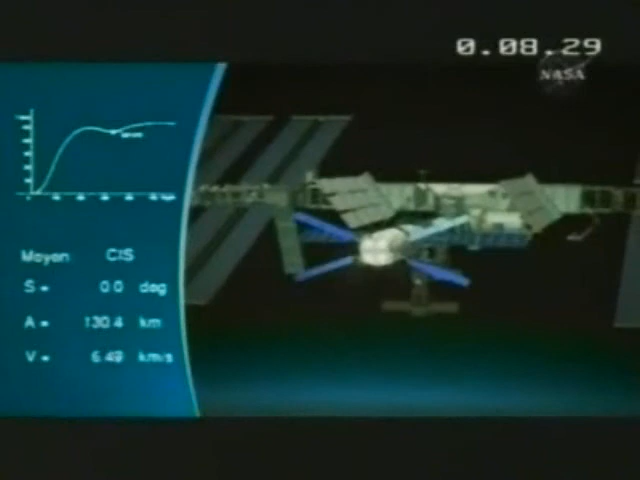 0.08.29
NASA
Moyen CIS
S = 0.0 deg
A = 130.4 km
V = 6.49 km/s